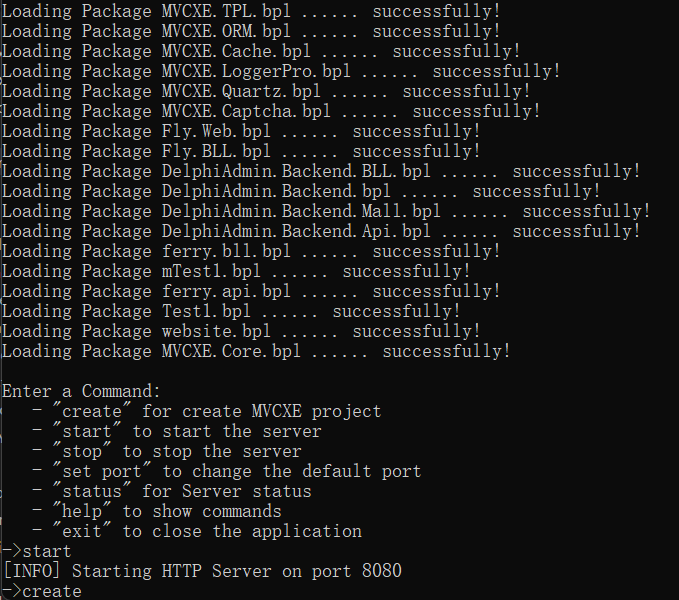 Loading Package MVCXE.TPL.bpl ...... successfully!
Loading Package MVCXE.ORM.bpl ...... successfully!
Loading Package MVCXE.Cache.bpl ...... successfully!
Loading Package MVCXE.LoggerPro.bpl ...... successfully!
Loading Package MVCXE.Quartz.bpl ...... successfully!
Loading Package MVCXE.Captcha.bpl ...... successfully!
Loading Package Fly.Web.bpl ...... successfully!
Loading Package Fly.BLL.bpl ...... successfully!
Loading Package DelphiAdmin.Backend.BLL.bpl ...... successfully!
Loading Package DelphiAdmin.Backend.bpl ...... successfully!
Loading Package DelphiAdmin.Backend.Mall.bpl ...... successfully!
Loading Package DelphiAdmin.Backend.Api.bpl ...... successfully!
Loading Package ferry.bll.bpl ...... successfully!
Loading Package mTest1.bpl ...... successfully!
Loading Package ferry.api.bpl ...... successfully!
Loading Package Test1.bpl ...... successfully!
Loading Package website.bpl ...... successfully!
Loading Package MVCXE.Core.bpl ...... successfully!
Enter a Command:
- "create" for create MVCXE project
- "start" to start the server
- "stop" to stop the server
- "set port" to change the default port
- "status" for Server status
- "help" to show commands
- "exit" to close the application
->start
[INFO] Starting HTTP Server on port 8080
->create